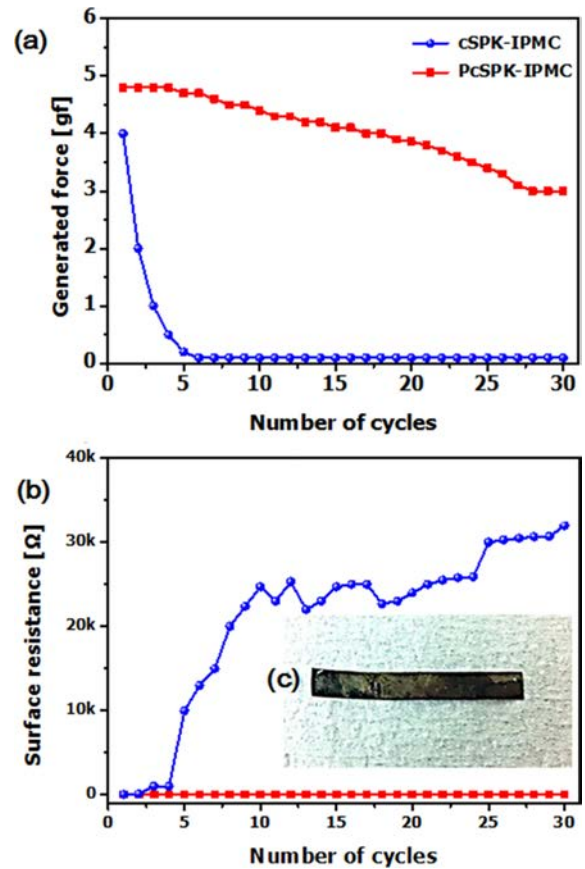 (a)
6
5
4
3
2
1
0
Generated force [gf]
cSPK-IPMC
PcSPK-IPMC
0 5 10 15 20 25 30
Number of cycles
(b)
40k
30k
20k
10k
0
Surface resistance [Ω]
(c)
0 5 10 15 20 25 30
Number of cycles